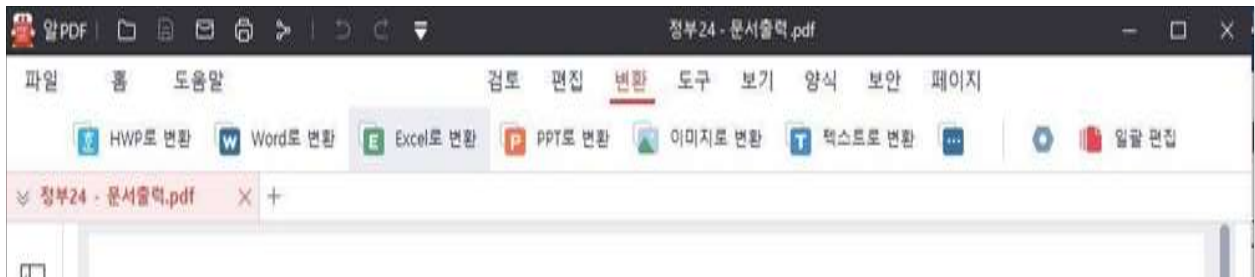 알PDF 정부24 - 문서출력.pdf
파일 홈 도움말 검토 편집 변환 도구 보기 양식 보안 페이지
HWP로 변환 Word로 변환 Excel로 변환 PPT로 변환 이미지로 변환 텍스트로 변환 일괄 편집
정부24 - 문서출력.pdf